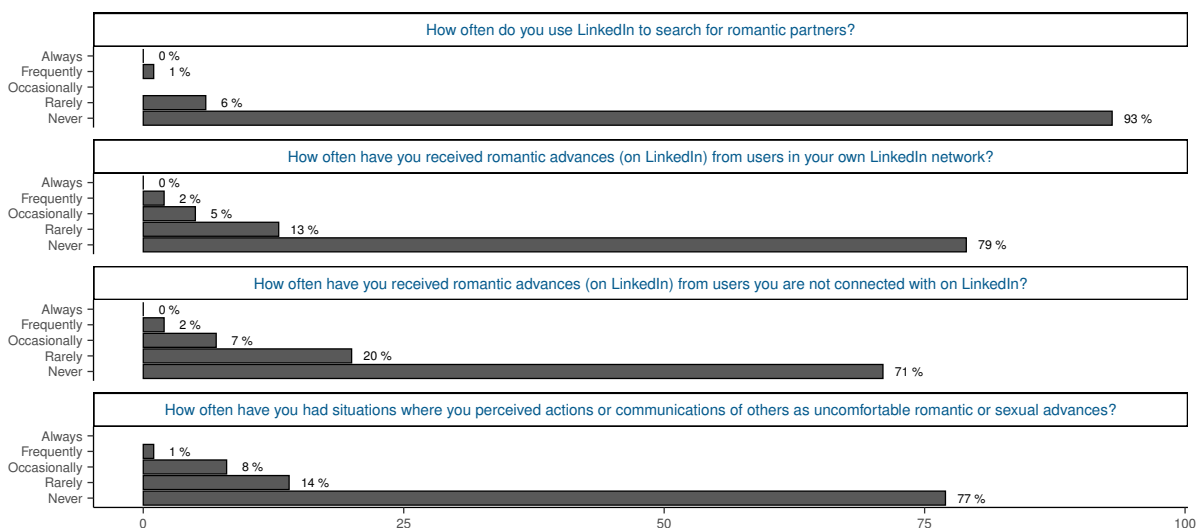 How often do you use LinkedIn to search for romantic partners?
Always 0 %
Frequently 1 %
Occasionally
Rarely 6 %
Never 93 %
How often have you received romantic advances (on LinkedIn) from users in your own LinkedIn network?
Always 0 %
Frequently 2 %
Occasionally 5 %
Rarely 13 %
Never 79 %
How often have you received romantic advances (on LinkedIn) from users you are not connected with on LinkedIn?
Always 0 %
Frequently 2 %
Occasionally 7 %
Rarely 20 %
Never 71 %
How often have you had situations where you perceived actions or communications of others as uncomfortable romantic or sexual advances?
Always
Frequently 1 %
Occasionally 8 %
Rarely 14 %
Never 77 %
0 25 50 75 100